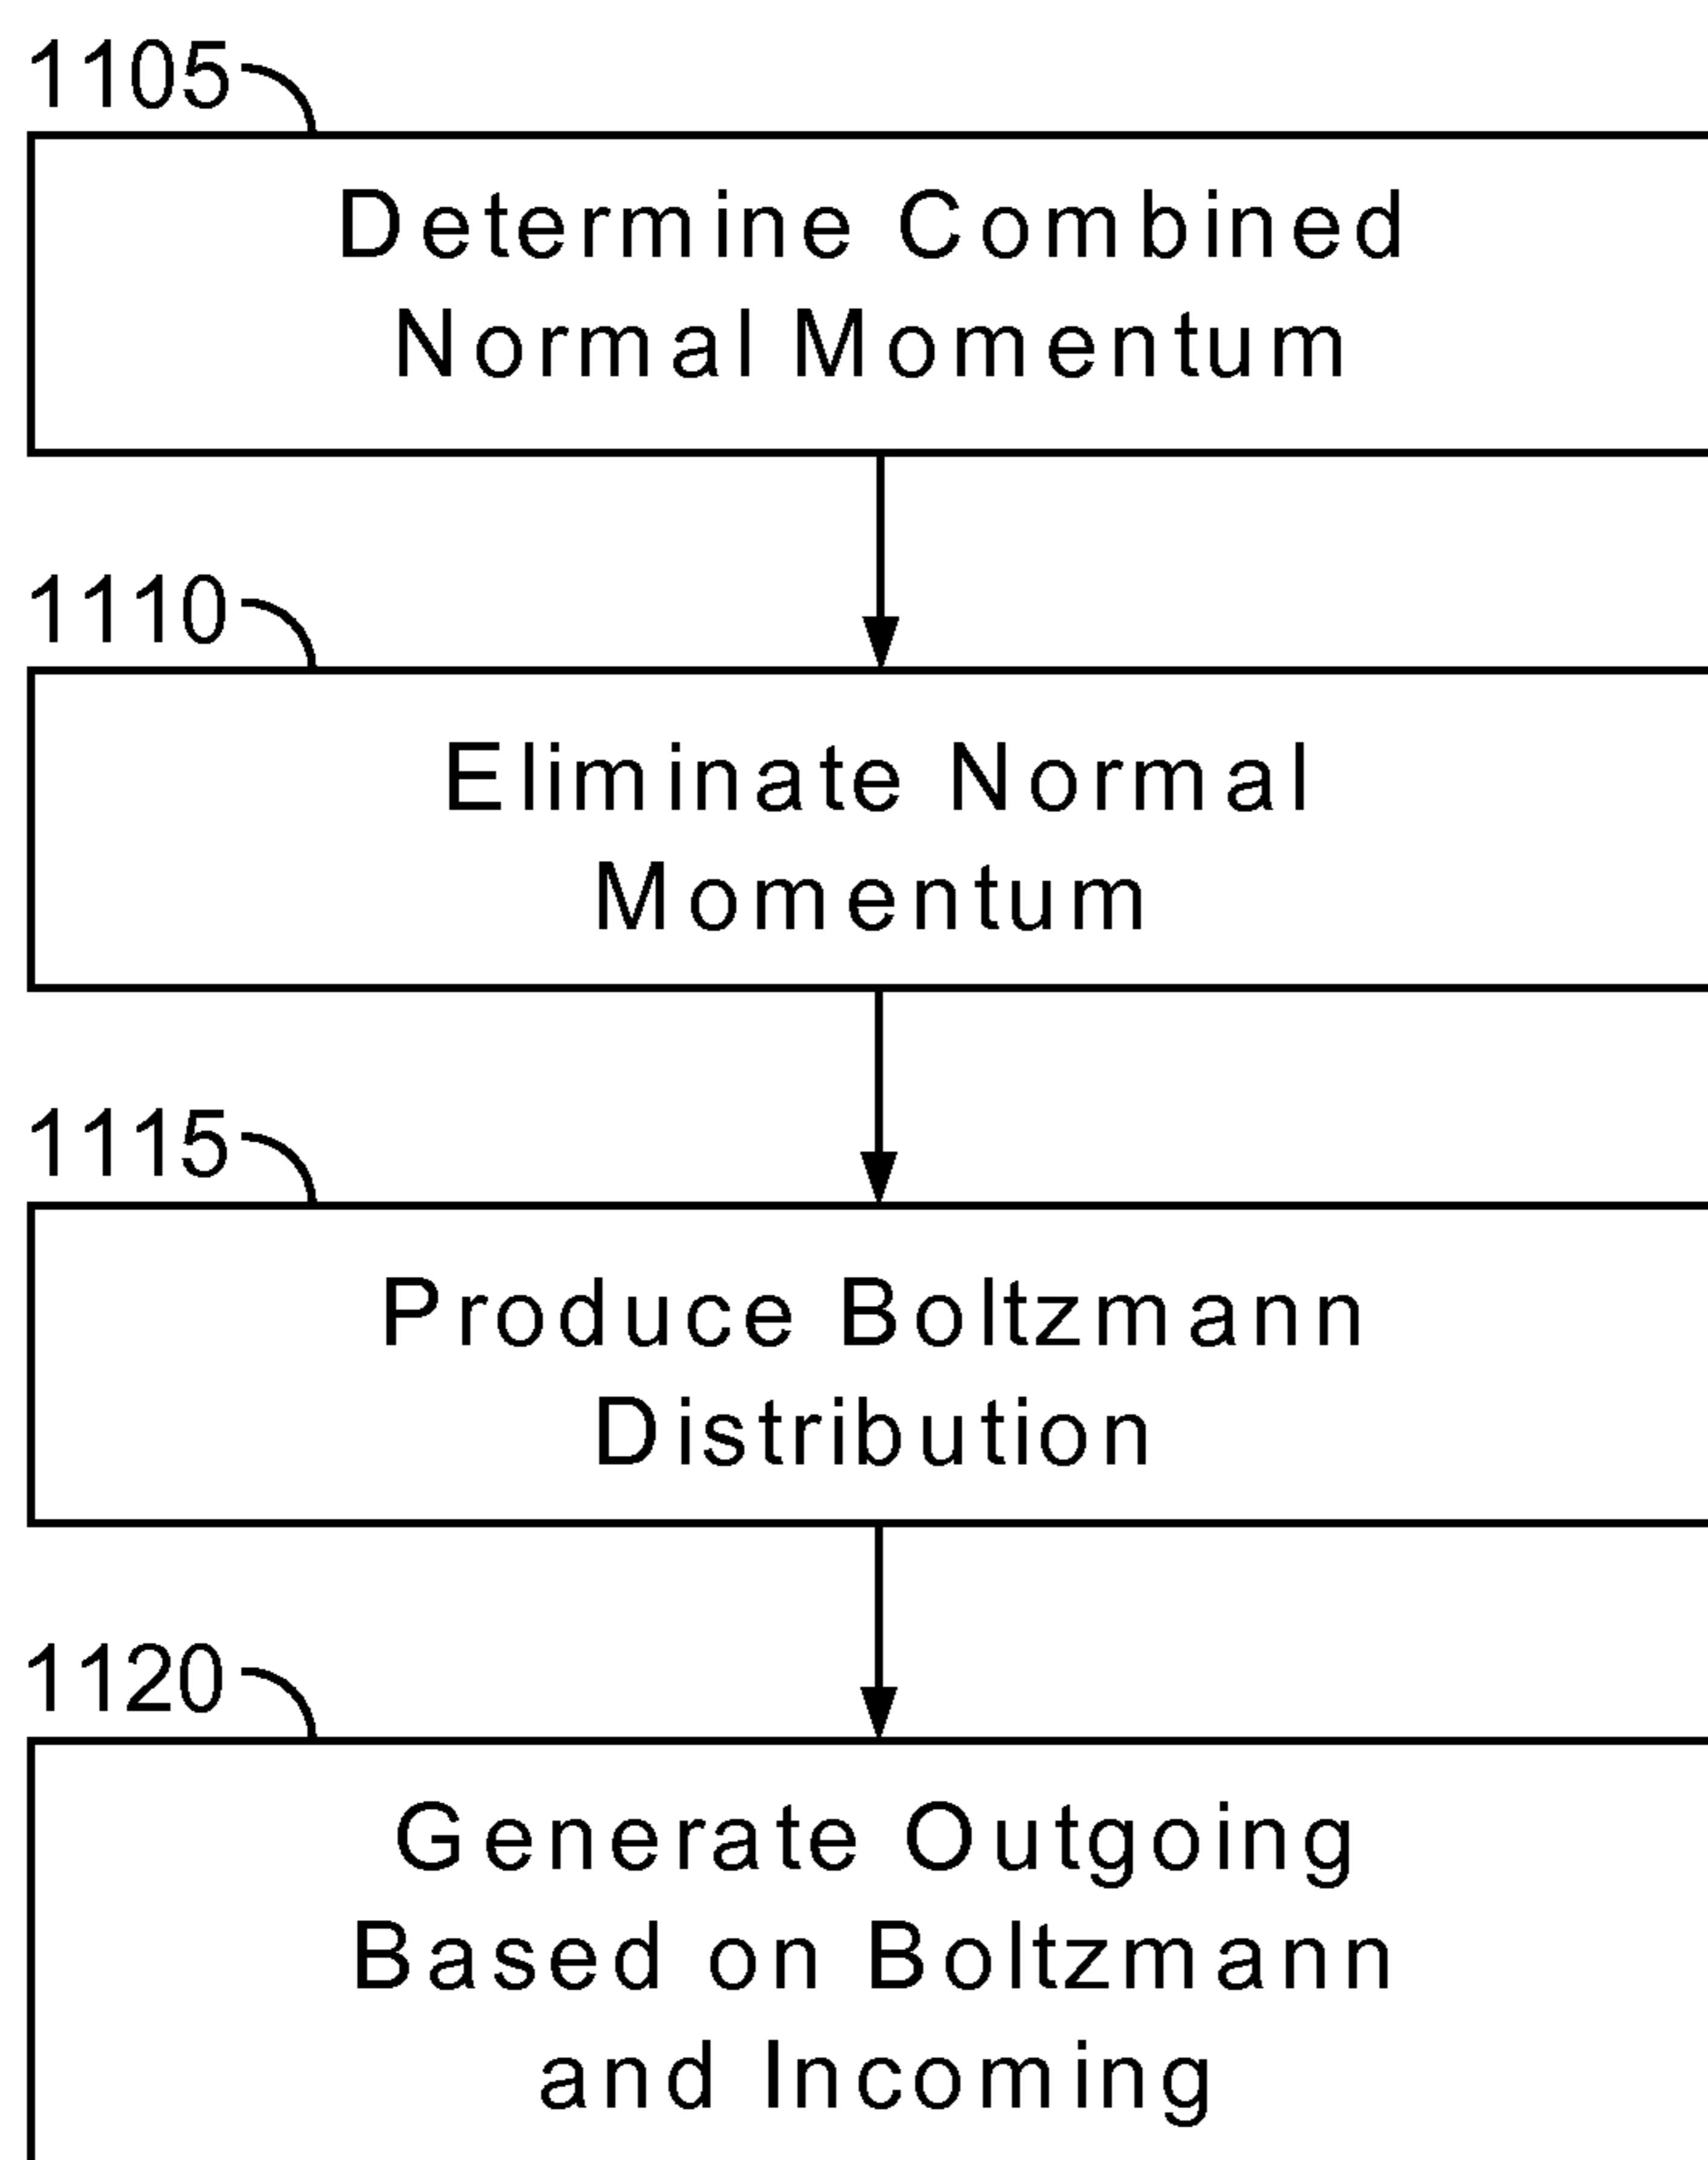 1105
Determine Combined
Normal Momentum
1110
Eliminate Normal
Momentum
1115
Produce Boltzmann
Distribution
1120
Generate Outgoing
Based on Boltzmann
and Incoming